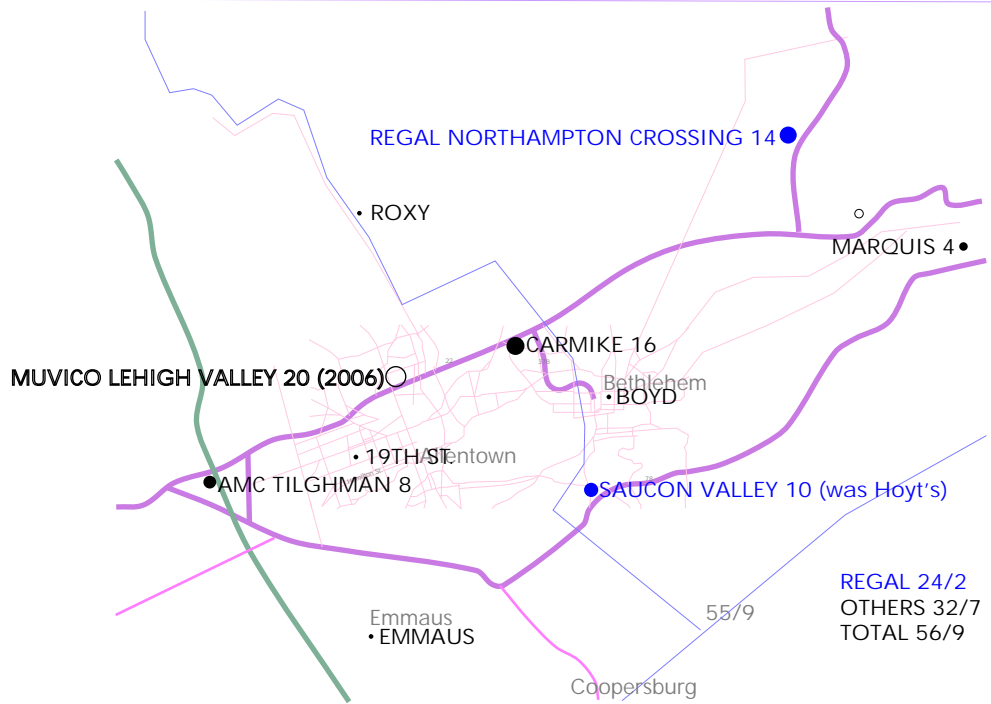 REGAL NORTHAMPTON CROSSING 14
ROXY
MARQUIS 4
22
CARMIKE 16
MUVICO LEHIGH VALLEY 20 (2006)
Bethlehem
BOYD
19TH ST.
Allentown
AMC TILGHMAN 8
SAUCON VALLEY 10 (was Hoyt's)
REGAL 24/2
55/9
OTHERS 32/7
Emmaus
TOTAL 56/9
EMMAUS
Coopersburg